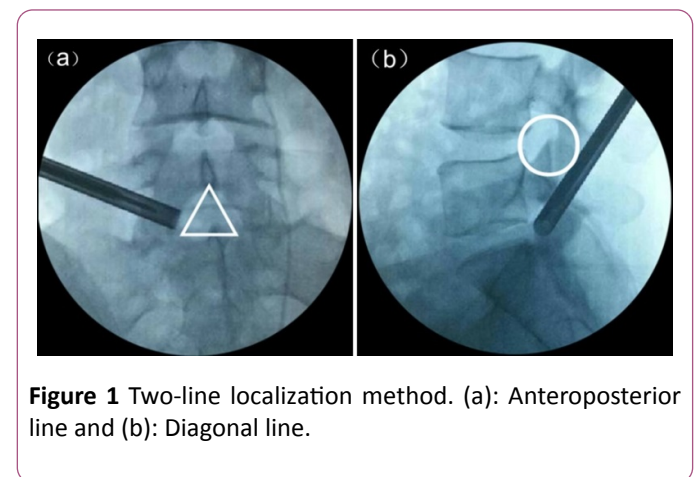 （a）
（b）
Figure 1 Two-line localization method. (a): Anteroposterior
line and (b): Diagonal line.